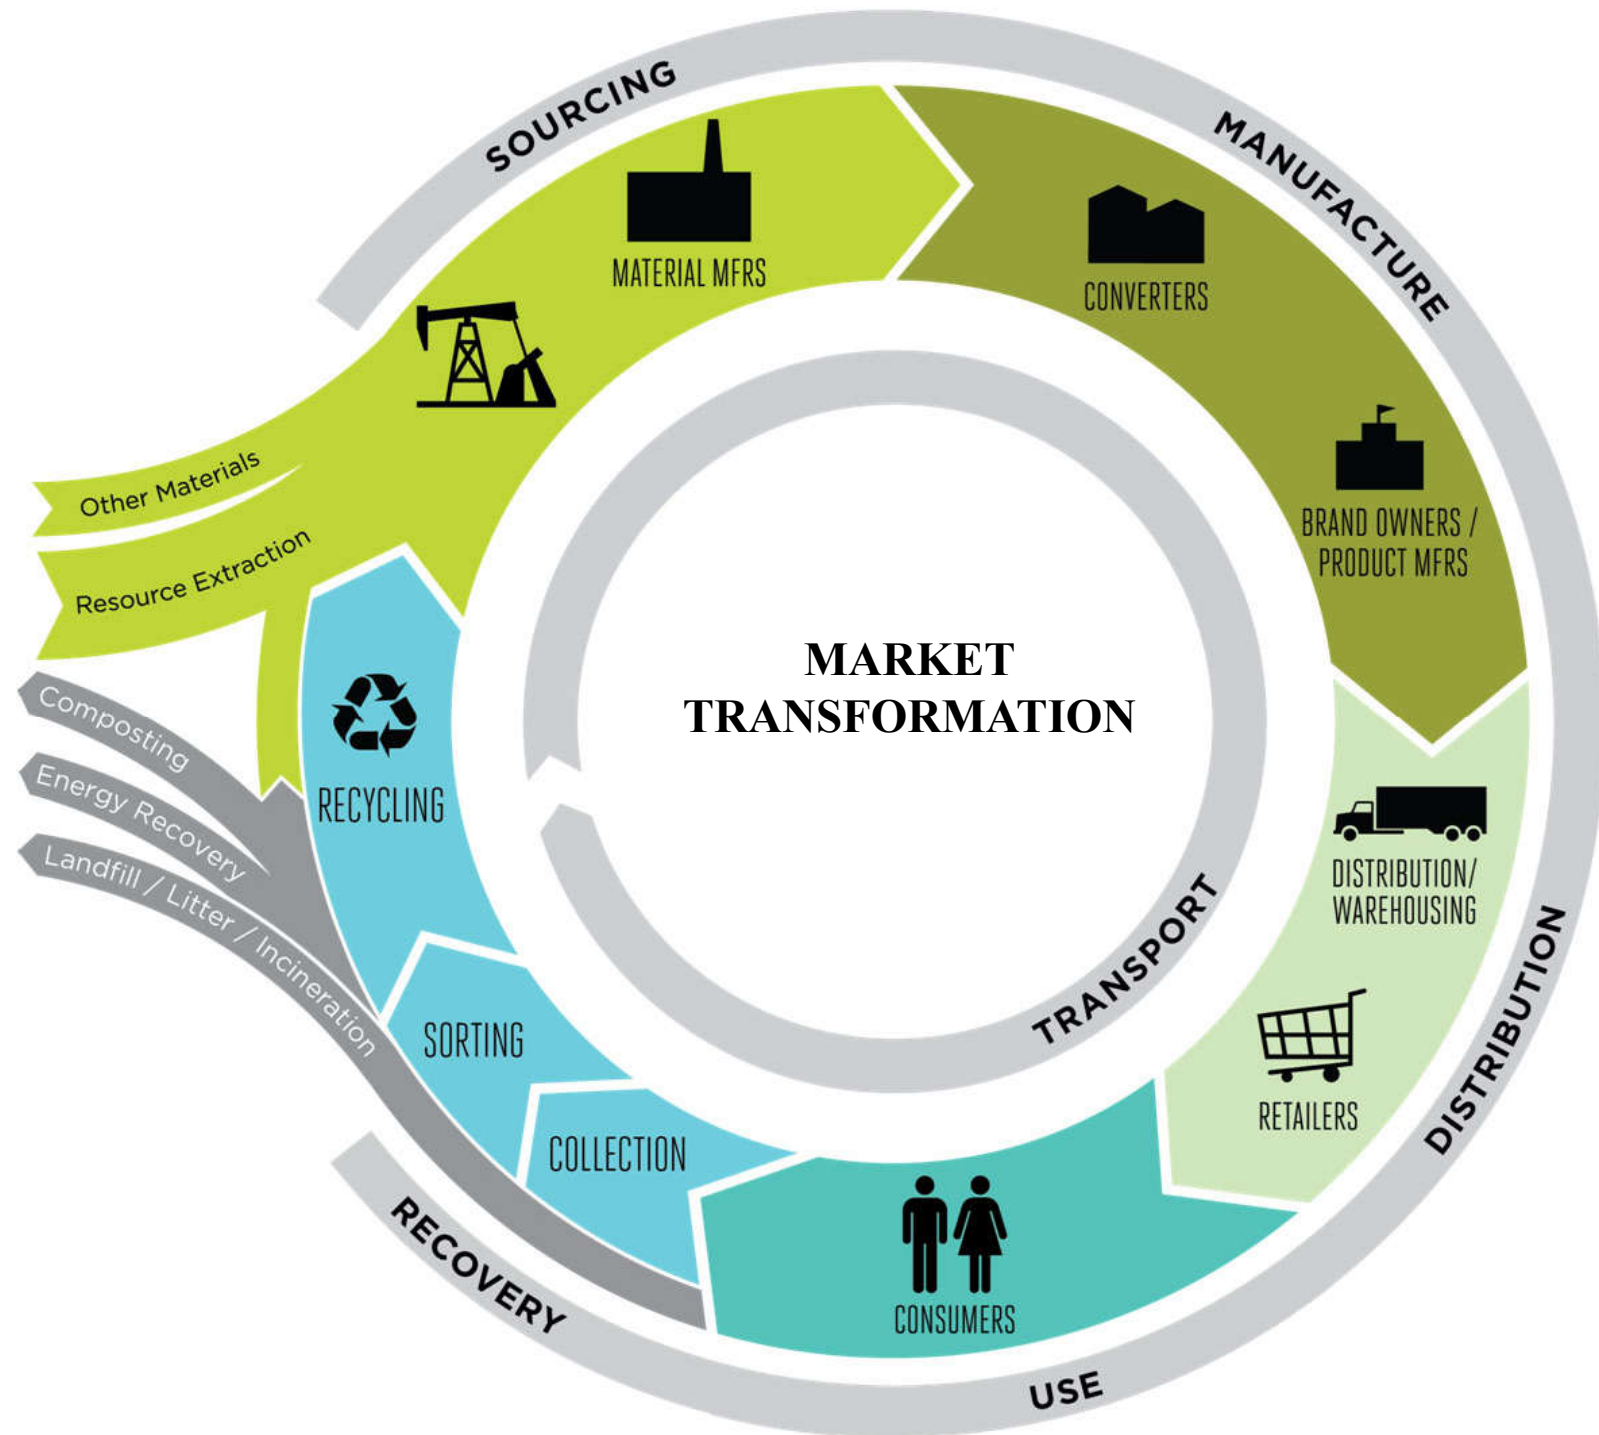 SOURCING
MANUFACTURE
MATERIAL MFRS
CONVERTERS
Other Materials
Resource Extraction
BRAND OWNERS /
PRODUCT MFRS
MARKET
TRANSFORMATION
Composting
Energy Recovery
Landfill / Litter / Incineration
RECYCLING
DISTRIBUTION/
WAREHOUSING
TRANSPORT
DISTRIBUTION
SORTING
RETAILERS
COLLECTION
RECOVERY
CONSUMERS
USE